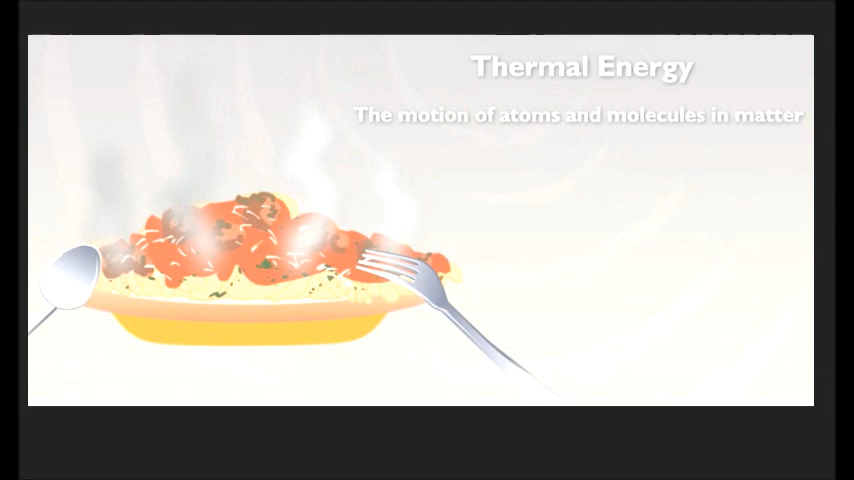 Thermal Energy
The motion of atoms and molecules in matter